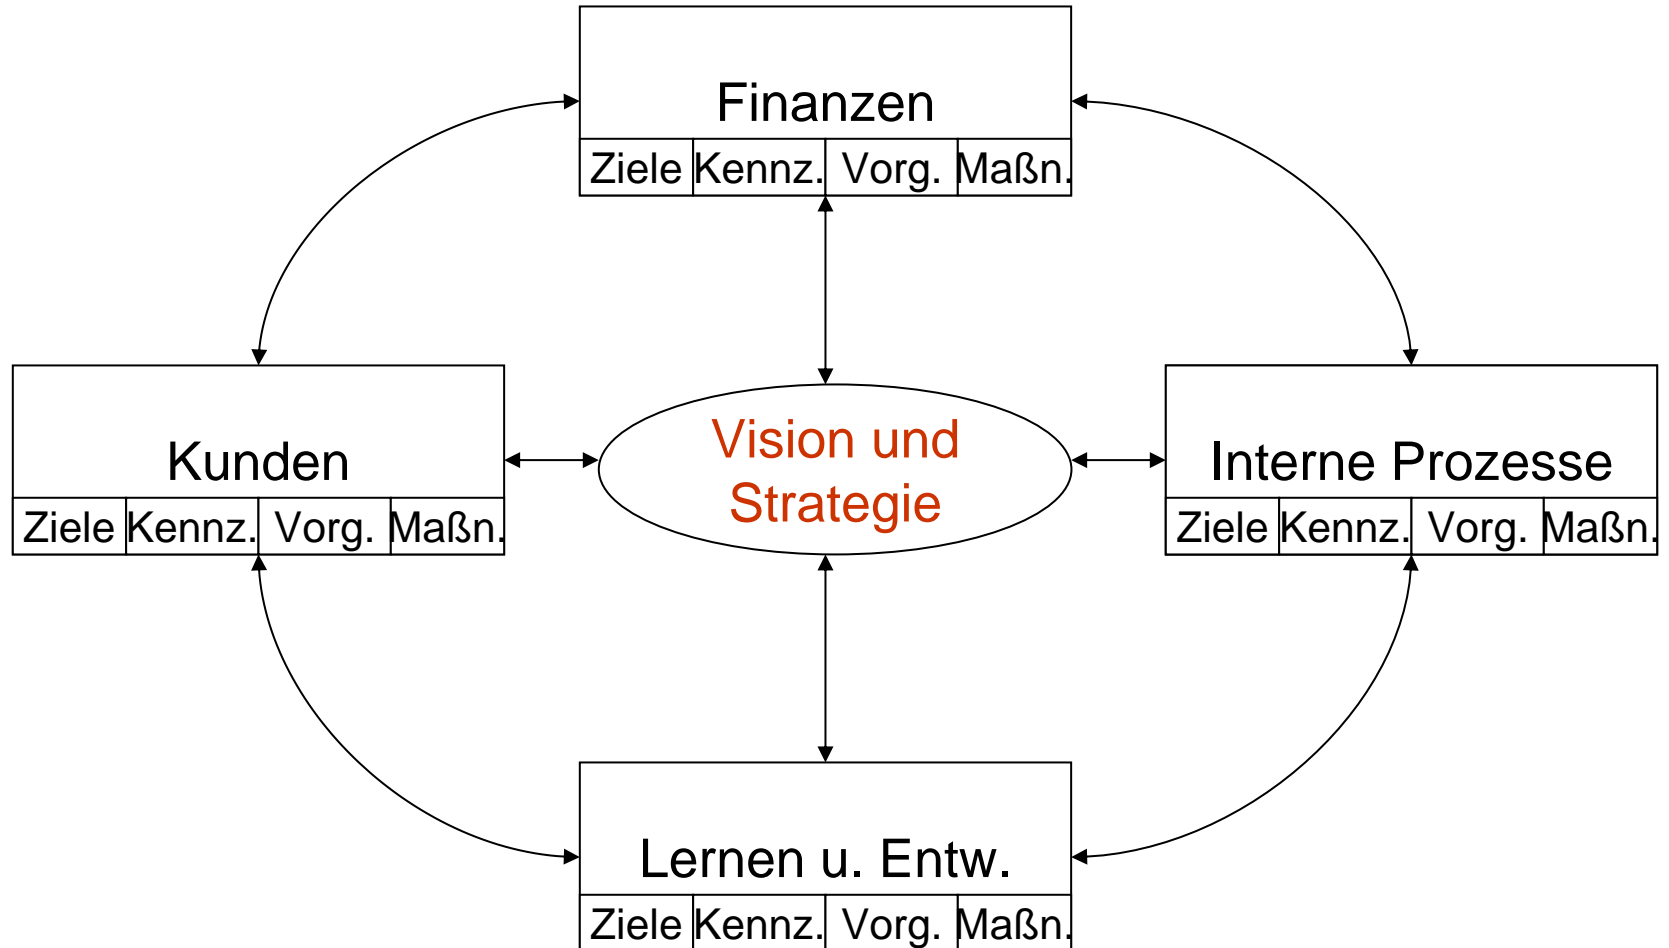 Finanzen
Ziele Kennz. Vorg. Maßn.
Kunden
Ziele Kennz. Vorg. Maßn.
Vision und
Strategie
Interne Prozesse
Ziele Kennz. Vorg. Maßn.
Lernen u. Entw.
Ziele Kennz. Vorg. Maßn.